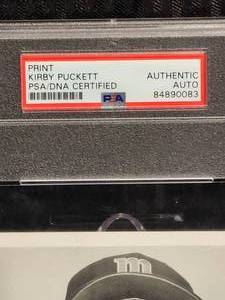 PRINT
KIRBY PUCKETT AUTHENTIC
PSA/DNA CERTIFIED AUTO
PSA 84890083
m